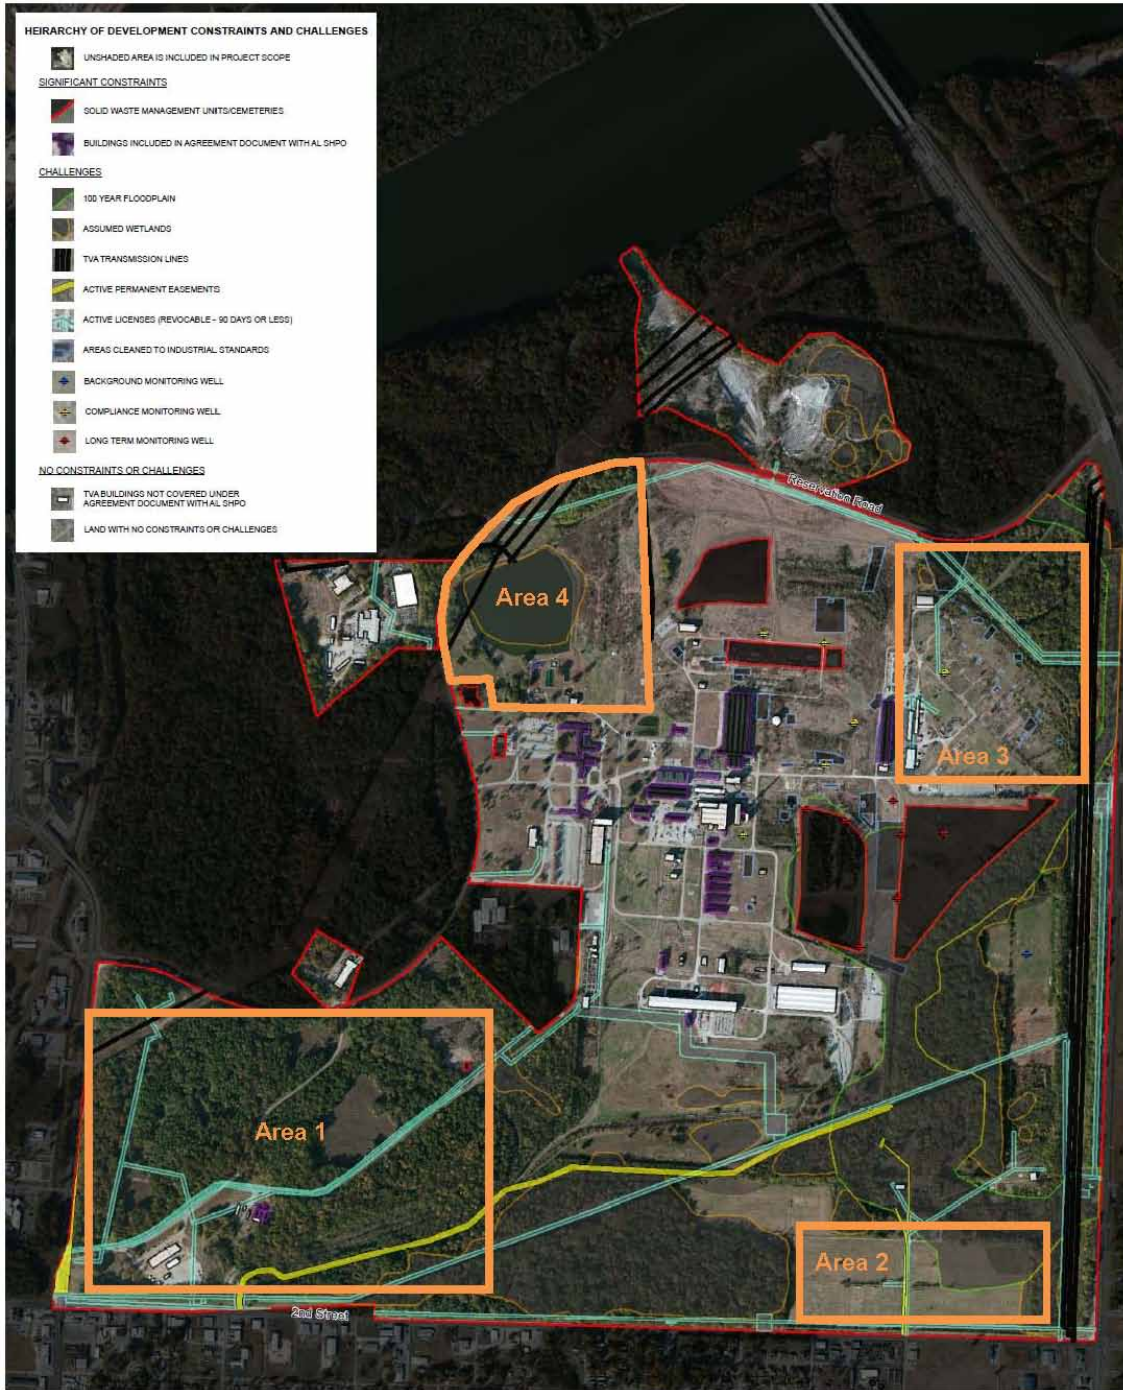 HEIRARCHY OF DEVELOPMENT CONSTRAINTS AND CHALLENGES
UNSHADED AREA IS INCLUDED IN PROJECT SCOPE
SIGNIFICANT CONSTRAINTS
SOLID WASTE MANAGEMENT UNITS/CEMETERIES
BUILDINGS INCLUDED IN AGREEMENT DOCUMENT WITH AL SHPO
CHALLENGES
100 YEAR FLOODPLAIN
ASSUMED WETLANDS
TVA TRANSMISSION LINES
ACTIVE PERMANENT EASEMENTS
ACTIVE LICENSES (REVOCABLE - 90 DAYS OR LESS)
AREAS CLEANED TO INDUSTRIAL STANDARDS
BACKGROUND MONITORING WELL
COMPLIANCE MONITORING WELL
LONG TERM MONITORING WELL
NO CONSTRAINTS OR CHALLENGES
TVA BUILDINGS NOT COVERED UNDER
AGREEMENT DOCUMENT WITH AL SHPO
LAND WITH NO CONSTRAINTS OR CHALLENGES
Reservation Road
Area 4
Area 3
Area 1
Area 2
2nd Street